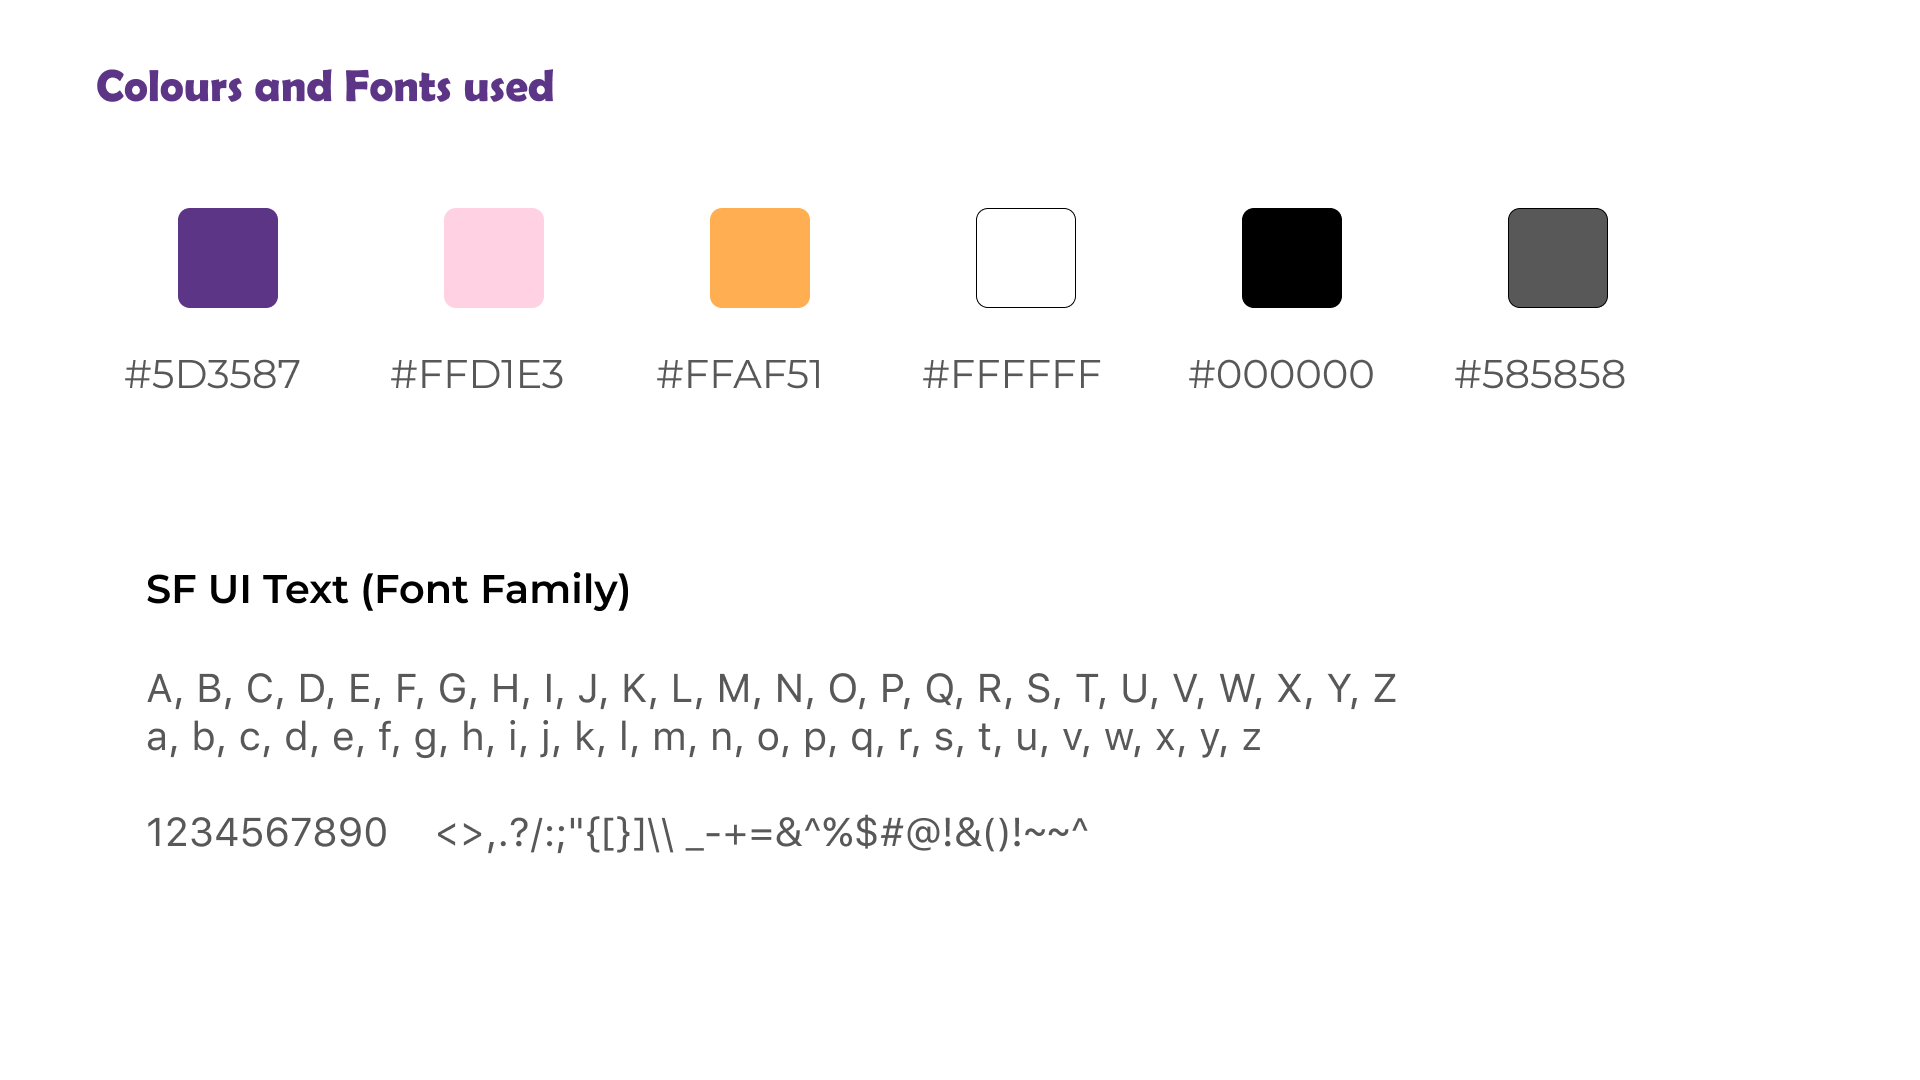 Colours and Fonts used
#5D3587 #FFD1E3 #FFAF51 #FFFFFF #000000 #585858
SF UI Text (Font Family)
A, B, C, D, E, F, G, H, I, J, K, L, M, N, O, P, Q, R, S, T, U, V, W, X, Y, Z
a, b, c, d, e, f, g, h, i, j, k, l, m, n, o, p, q, r, s, t, u, v, w, x, y, z
1234567890 <>,.?/:;"{[}]\\ _-+=&^%$#@!&()!~~^